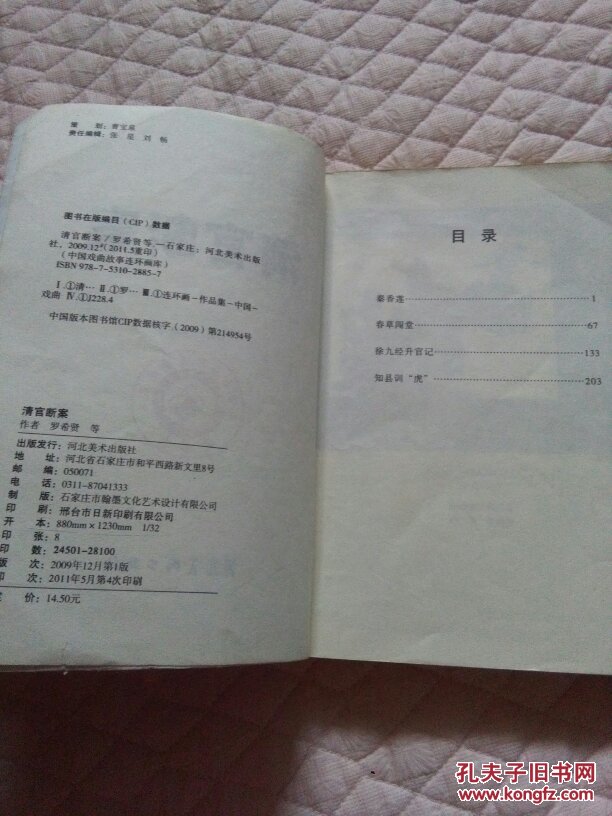 策　　划：曹宝泉
责任编辑：张　星　刘　畅
图书在版编目（CIP）数据
清官断案／罗希贤等.—石家庄：河北美术出版
社，2009.12（2011.5重印）
（中国戏曲故事连环画库）
ISBN 978-7-5310-2885-7
Ⅰ.①清… Ⅱ.①罗… Ⅲ.①连环画-作品集-中国-
戏曲 Ⅳ.①J228.4
中国版本图书馆CIP数据核字（2009）第214954号
清官断案
作者　罗希贤　等
出版发行：河北美术出版社
地　　址：河北省石家庄市和平西路新文里8号
邮　　编：050071
电　　话：0311-87041333
制　　版：石家庄市翰墨文化艺术设计有限公司
印　　刷：邢台市日新印刷有限公司
开　　本：880mm×1230mm　1/32
印　　张：8
印　　数：24501-28100
版　　次：2009年12月第1版
印　　次：2011年5月第4次印刷
定　　价：14.50元
目 录
秦香莲 1
春草闯堂 67
徐九经升官记 133
知县训“虎” 203
孔夫子旧书网
www.kongfz.com